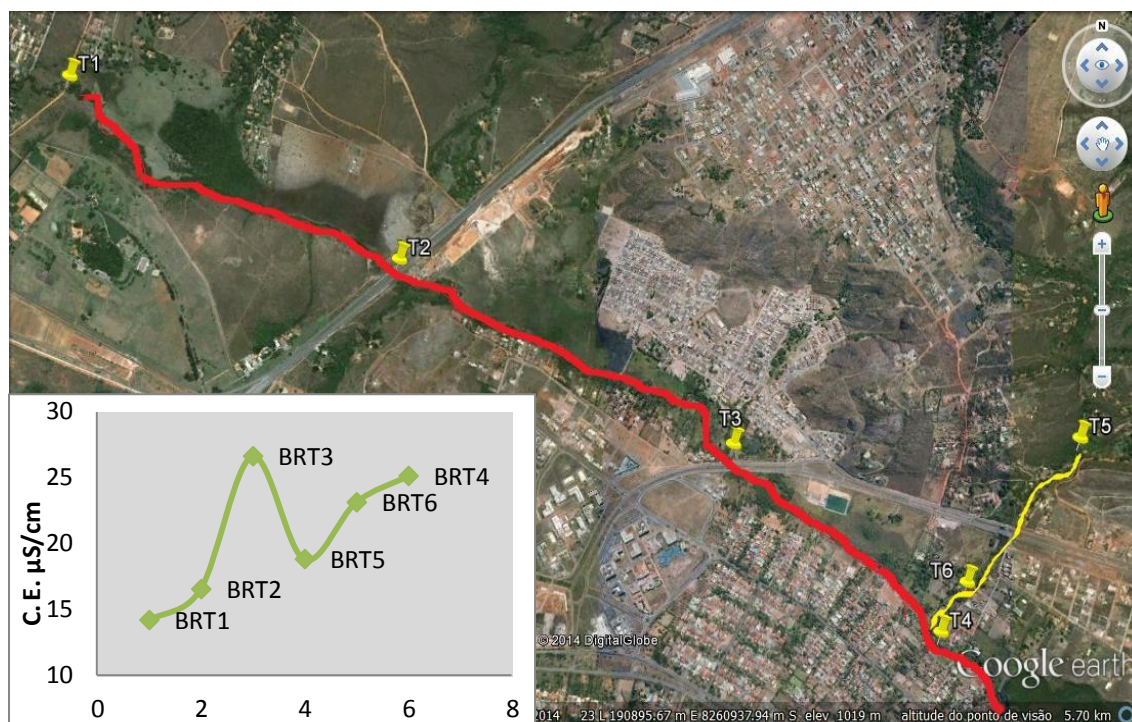 N
T1
T2
T3
T5
T6
T4
© 2014 DigitalGlobe
Google earth
2014 23 L 190895.67 m E 8260937.94 m S elev 1019 m altitude do ponto de visão 5.70 km
C. E. µS/cm
30
25
20
15
10
BRT3
BRT4
BRT6
BRT5
BRT2
BRT1
0 2 4 6 8